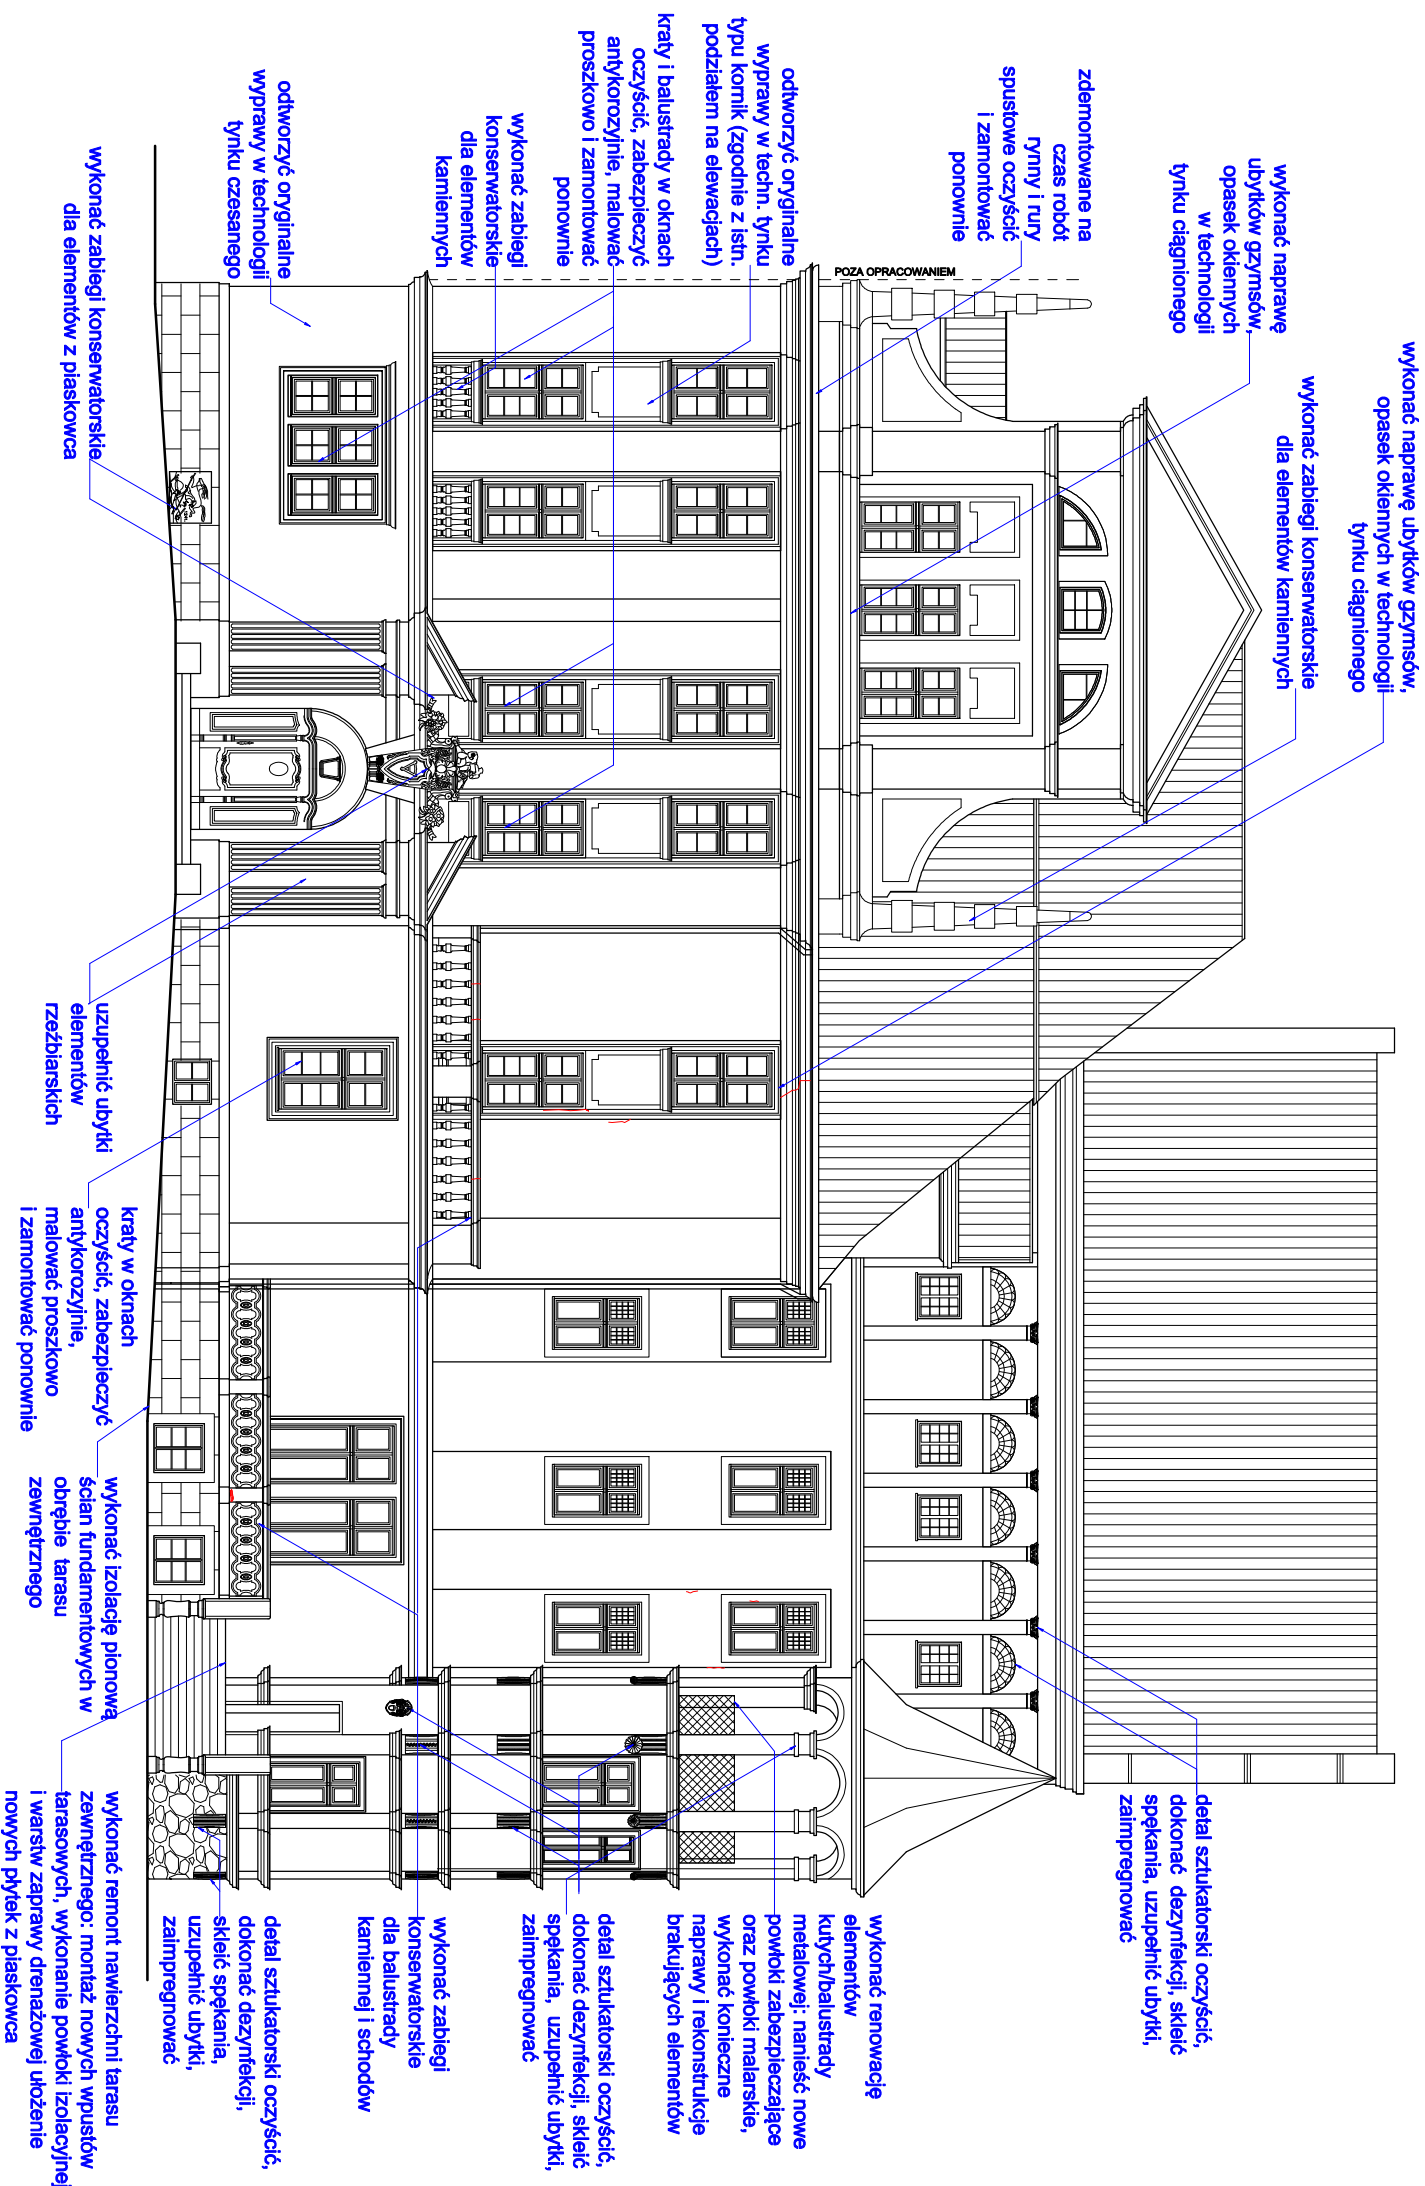 wykonać naprawę ubytków gzymsów,
opasek okiennych w technologii
tynku ciągnionego
wykonać zabiegi konserwatorskie
dla elementów kamiennych
wykonać naprawę
ubytków gzymsów,
opasek okiennych
w technologii
tynku ciągnionego
zdemontowane na
czas robót
rynny i rury
spustowe oczyścić
i zamontować
ponownie
POZA OPRACOWANIEM
odtworzyć oryginalne
wyprawy w techn. tynku
typu kornik (zgodnie z istn.
podziałem na elewacjach)
kraty i balustrady w oknach
oczyścić, zabezpieczyć
antykorozyjnie, malować
proszkowo i zamontować
ponownie
wykonać zabiegi
konserwatorskie
dla elementów
kamiennych
odtworzyć oryginalne
wyprawy w technologii
tynku czesanego
wykonać zabiegi konserwatorskie
dla elementów z piaskowca
uzupełnić ubytki
elementów
rzeźbiarskich
kraty w oknach
oczyścić, zabezpieczyć
antykorozyjnie,
malować proszkowo
i zamontować ponownie
wykonać izolację pionową
ścian fundamentowych w
obrębie tarasu
zewnętrznego
wykonać remont nawierzchni tarasu
zewnętrznego: montaż nowych wpustów
tarasowych, wykonanie powłoki izolacyjnej
i warstw zaprawy drenażowej ułożenie
nowych płytek z piaskowca
detal sztukatorski oczyścić,
dokonać dezynfekcji, skleić
spękania, uzupełnić ubytki,
zaimpregnować
wykonać renowację
elementów
kutych/balustrady
metalowej: nanieść nowe
powłoki zabezpieczające
oraz powłoki malarskie,
wykonać konieczne
naprawy i rekonstrukcje
brakujących elementów
detal sztukatorski oczyścić,
dokonać dezynfekcji, skleić
spękania, uzupełnić ubytki,
zaimpregnować
wykonać zabiegi
konserwatorskie
dla balustrady
kamiennej i schodów
detal sztukatorski oczyścić,
dokonać dezynfekcji,
skleić spękania,
uzupełnić ubytki,
zaimpregnować